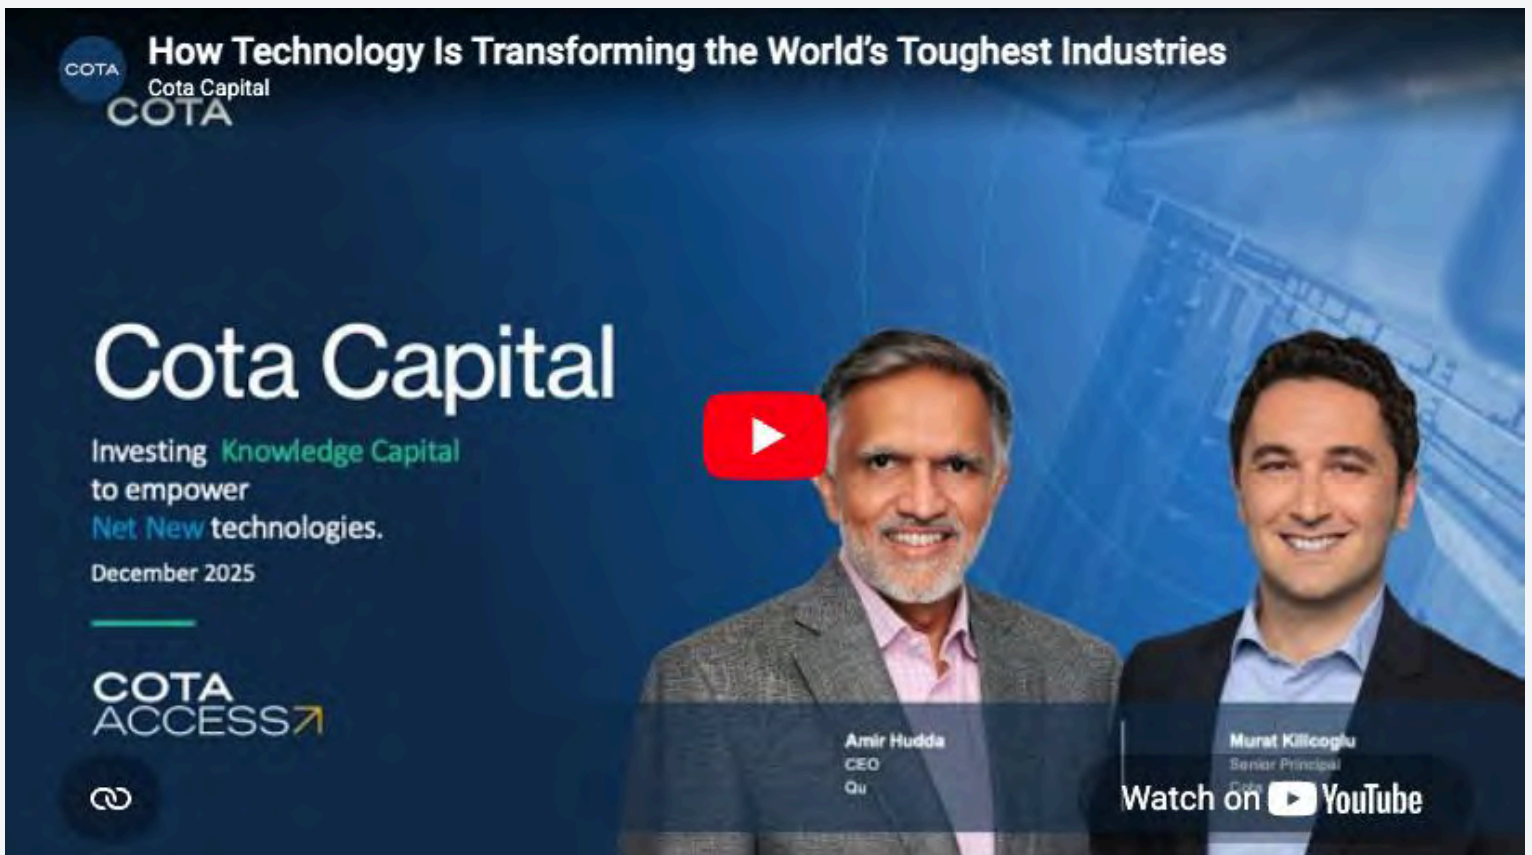 COTA
How Technology Is Transforming the World's Toughest Industries
Cota Capital
COTA
Cota Capital
Investing Knowledge Capital
to empower
Net New technologies.
December 2025
COTA
ACCESS
Amir Hudda
CEO
Qu
Murat Kilicoglu
Senior Principal
Watch on YouTube